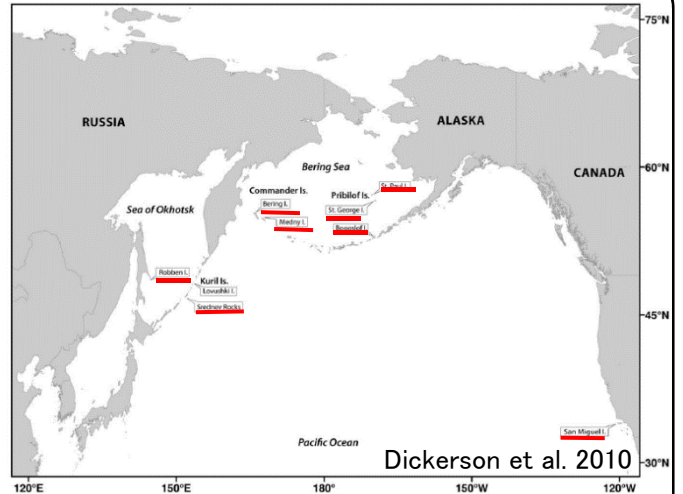 75°N
RUSSIA
ALASKA
Bering Sea
60°N
CANADA
Commander Is.
Pribilof Is.
St. Paul I.
Bering I.
St. George I.
Sea of Okhotsk
Medny I.
Bogoslof I.
Robben I.
Kuril Is.
Lovushki I.
Srednev Rocks
45°N
San Miguel I.
Pacific Ocean
Dickerson et al. 2010
30°N
120°E
150°E
180°
150°W
120°W